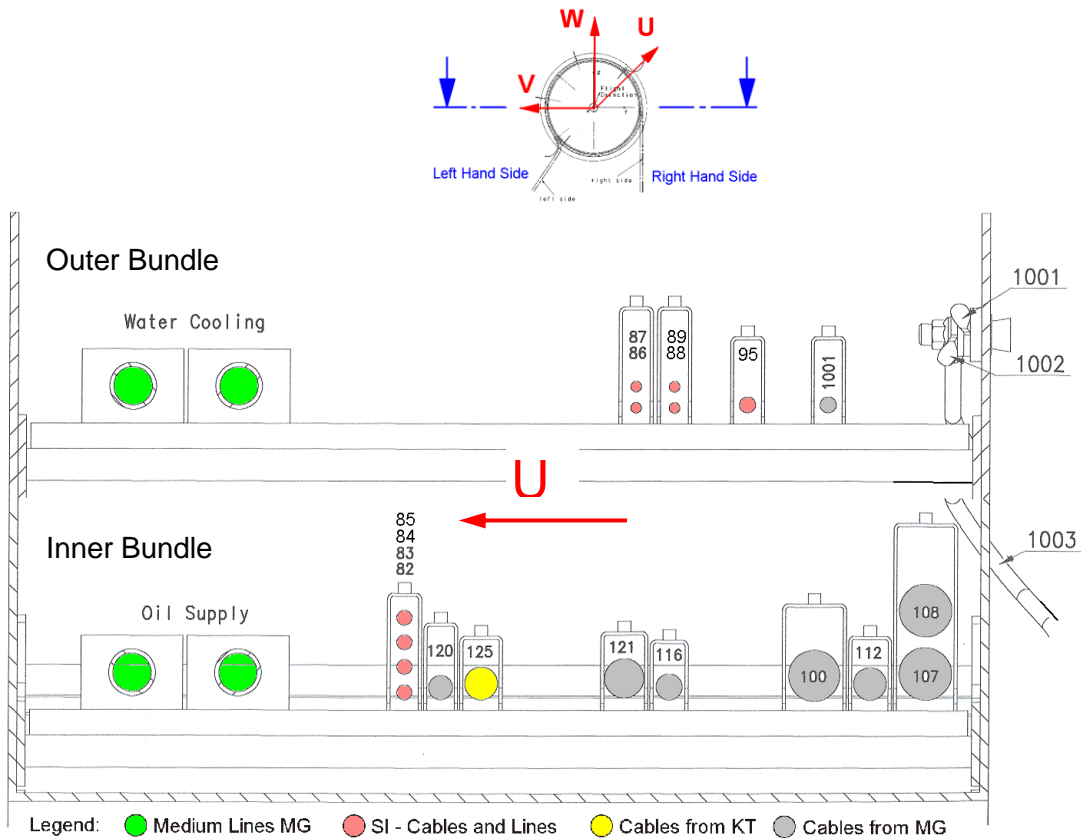 W
U
V
z
Flight
Direction
y
Left Hand Side
right side
Right Hand Side
left side
Outer Bundle
Water Cooling
87
86
89
88
95
1001
1001
1002
U
Inner Bundle
85
84
83
82
1003
Oil Supply
120
125
121
116
100
112
108
107
Legend:
Medium Lines MG
SI - Cables and Lines
Cables from KT
Cables from MG